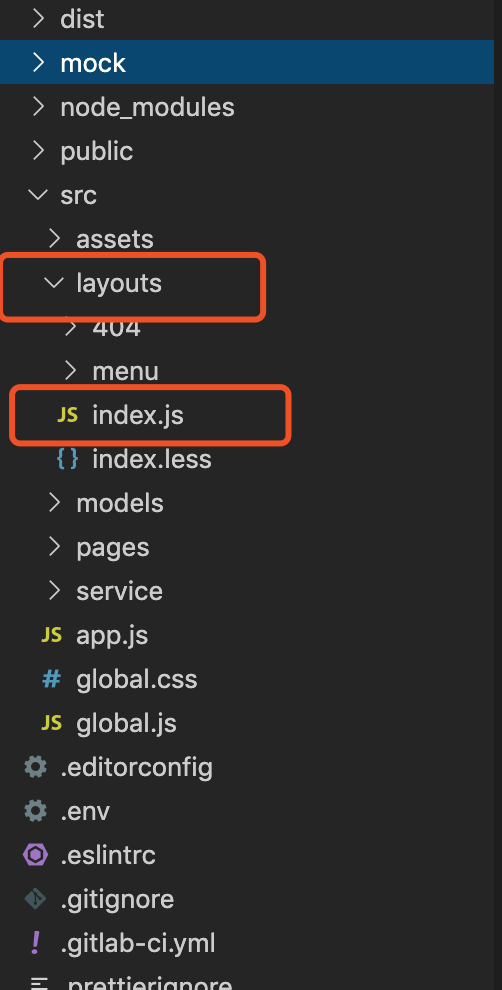 dist
mock
node_modules
public
src
assets
layouts
404
menu
JS index.js
{} index.less
models
pages
service
JS app.js
# global.css
JS global.js
.editorconfig
.env
.eslintrc
.gitignore
! .gitlab-ci.yml
.prettierignore